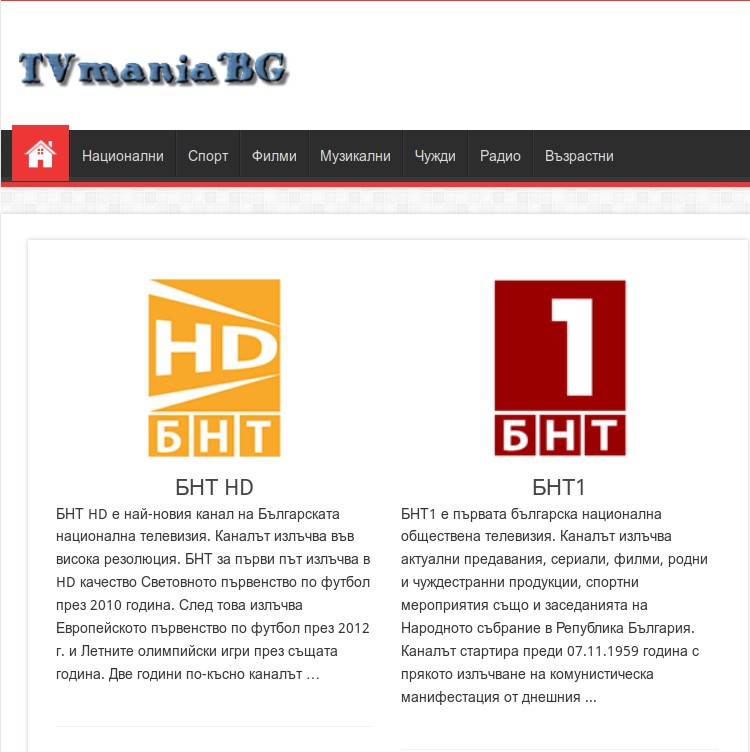 TVmania BG
Национални Спорт Филми Музикални Чужди Радио Възрастни
HD
БНТ
БНТ HD
БНТ HD е най-новия канал на Българската
национална телевизия. Каналът излъчва във
висока резолюция. БНТ за първи път излъчва в
HD качество Световното първенство по футбол
през 2010 година. След това излъчва
Европейското първенство по футбол през 2012
г. и Летните олимпийски игри през същата
година. Две години по-късно каналът …
1
БНТ
БНТ1
БНТ1 е първата българска национална
обществена телевизия. Каналът излъчва
актуални предавания, сериали, филми, родни
и чуждестранни продукции, спортни
мероприятия също и заседанията на
Народното събрание в Република България.
Каналът стартира преди 07.11.1959 година с
прякото излъчване на комунистическа
манифестация от днешния ...